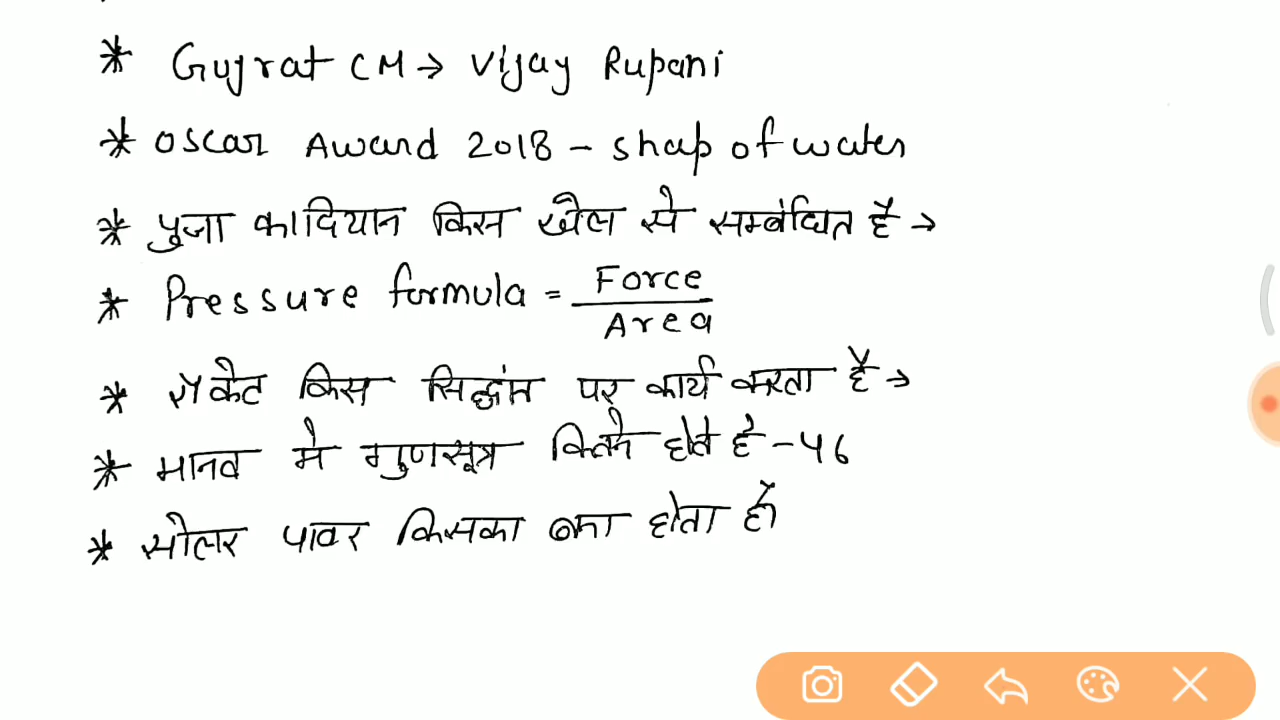 * Gujrat CM → Vijay Rupani
* Oscar Award 2018 - shap of water
* पुजा कादियान किस खेल से सम्बंधित है →
* Pressure formula = Force / Area
* रॉकेट किस सिद्धांत पर कार्य करता है →
* मानव मे गुणसूत्र कितने होते है - 46
* सोलर पावर किसका बना होता है